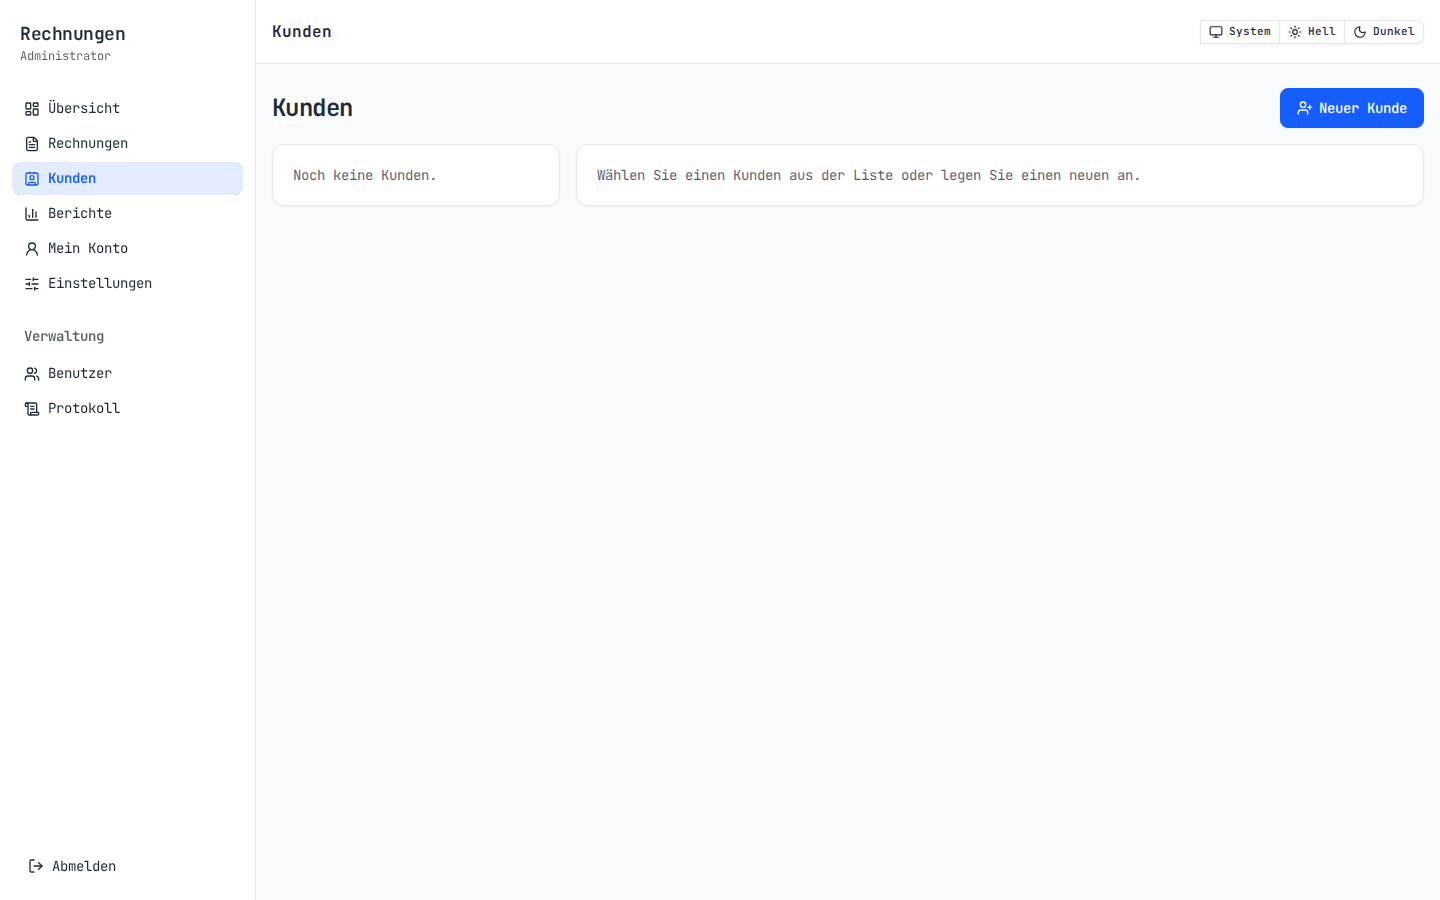 Rechnungen
Administrator
Übersicht
Rechnungen
Kunden
Berichte
Mein Konto
Einstellungen
Verwaltung
Benutzer
Protokoll
Abmelden
Kunden
System
Hell
Dunkel
Kunden
Neuer Kunde
Noch keine Kunden.
Wählen Sie einen Kunden aus der Liste oder legen Sie einen neuen an.